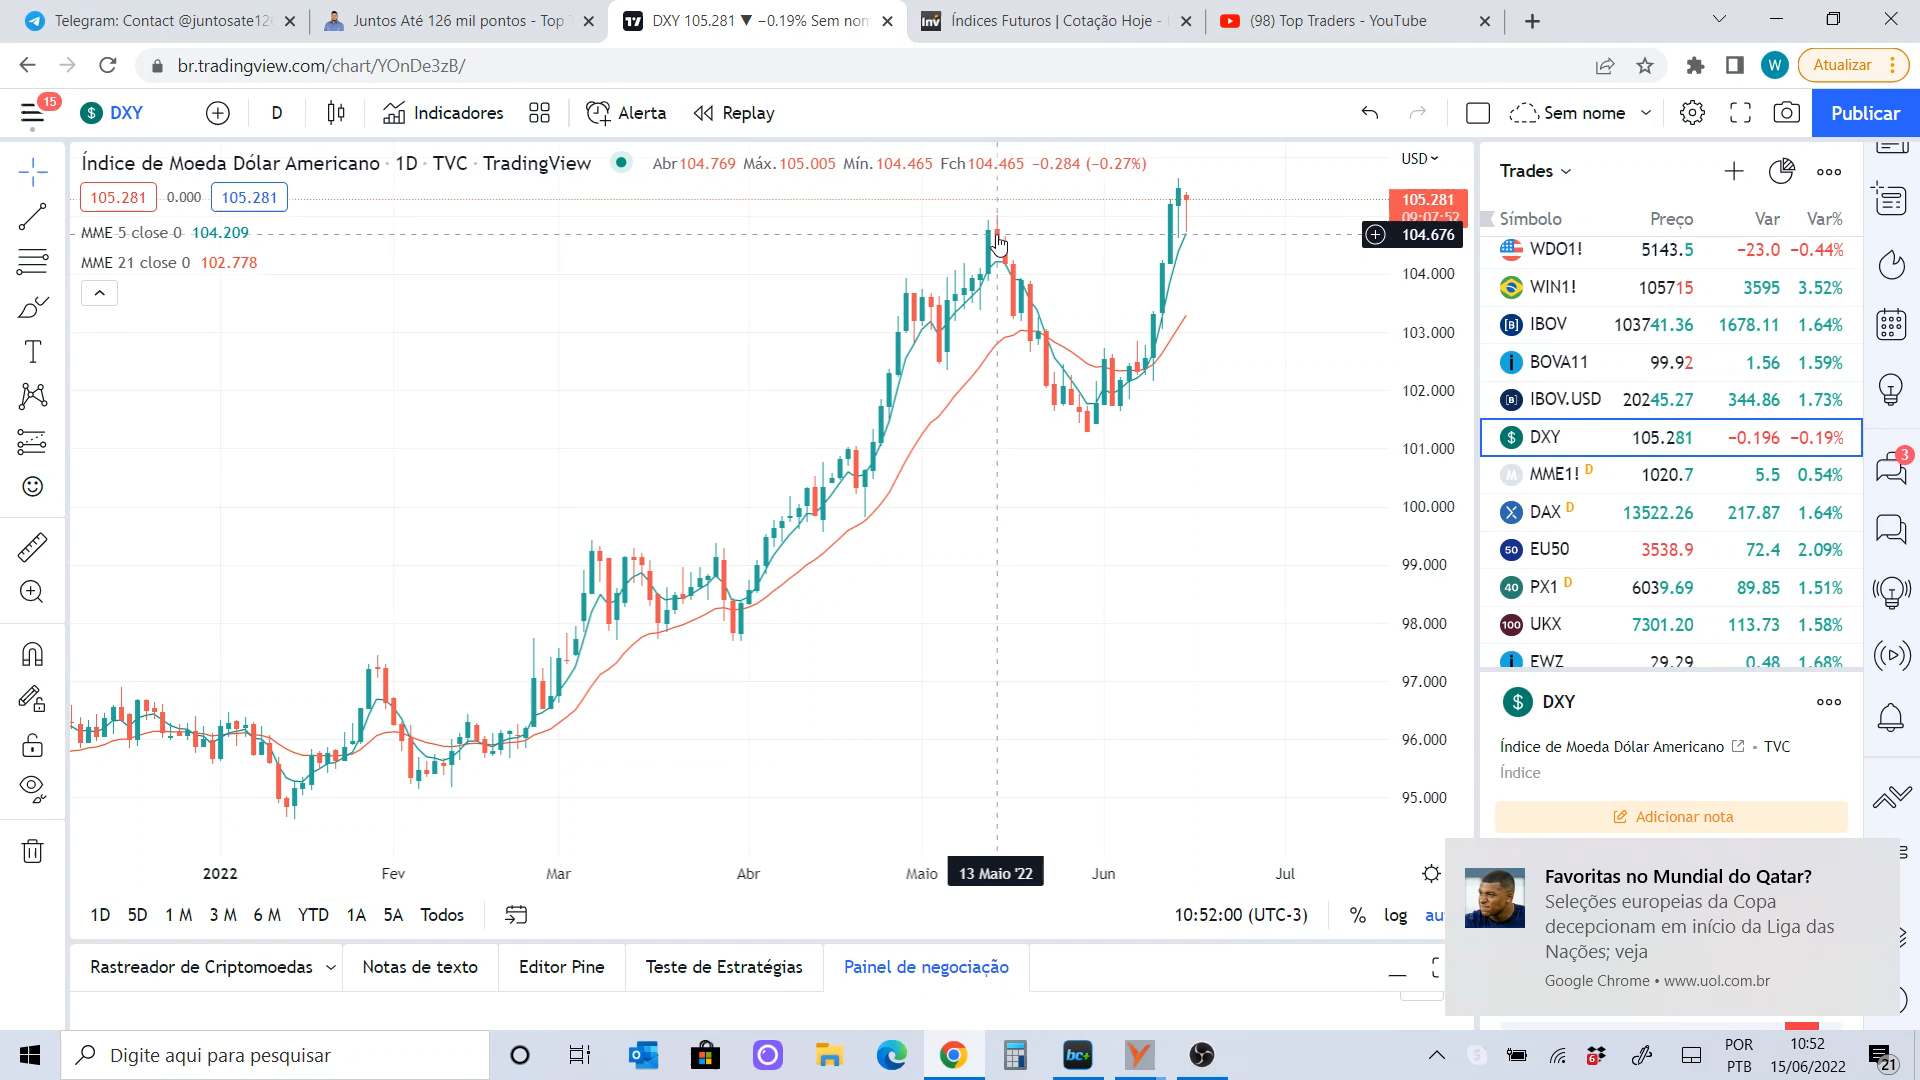 Telegram: Contact @juntosate126
Juntos Até 126 mil pontos - Top T
DXY 105.281 ▼ −0.19% Sem nom
Índices Futuros | Cotação Hoje -
(98) Top Traders - YouTube
br.tradingview.com/chart/YOnDe3zB/
W
Atualizar
15
DXY
D
Indicadores
Alerta
Replay
Sem nome
Publicar
Índice de Moeda Dólar Americano · 1D · TVC · TradingView
Abr104.769 Máx.105.005 Mín.104.465 Fch104.465 −0.284 (−0.27%)
USD
105.281
0.000
105.281
MME 5 close 0 104.209
MME 21 close 0 102.778
105.281
09:07:52
104.676
104.000
103.000
102.000
101.000
100.000
99.000
98.000
97.000
96.000
95.000
2022
Fev
Mar
Abr
Maio
13 Maio '22
Jun
Jul
1D 5D 1 M 3 M 6 M YTD 1A 5A Todos
10:52:00 (UTC-3)
%
log
au
Rastreador de Criptomoedas
Notas de texto
Editor Pine
Teste de Estratégias
Painel de negociação
Trades
Símbolo Preço Var Var%
WDO1! 5143.5 −23.0 −0.44%
WIN1! 105715 3595 3.52%
IBOV 103741.36 1678.11 1.64%
BOVA11 99.92 1.56 1.59%
IBOV.USD 20245.27 344.86 1.73%
DXY 105.281 −0.196 −0.19%
MME1! D 1020.7 5.5 0.54%
DAX D 13522.26 217.87 1.64%
50 EU50 3538.9 72.4 2.09%
40 PX1 D 6039.69 89.85 1.51%
100 UKX 7301.20 113.73 1.58%
EWZ 29.29 0.48 1.68%
3
DXY
Índice de Moeda Dólar Americano • TVC
Índice
Adicionar nota
Favoritas no Mundial do Qatar?
Seleções europeias da Copa
decepcionam em início da Liga das
Nações; veja
Google Chrome • www.uol.com.br
Digite aqui para pesquisar
bc+
6
POR
PTB
10:52
15/06/2022
21